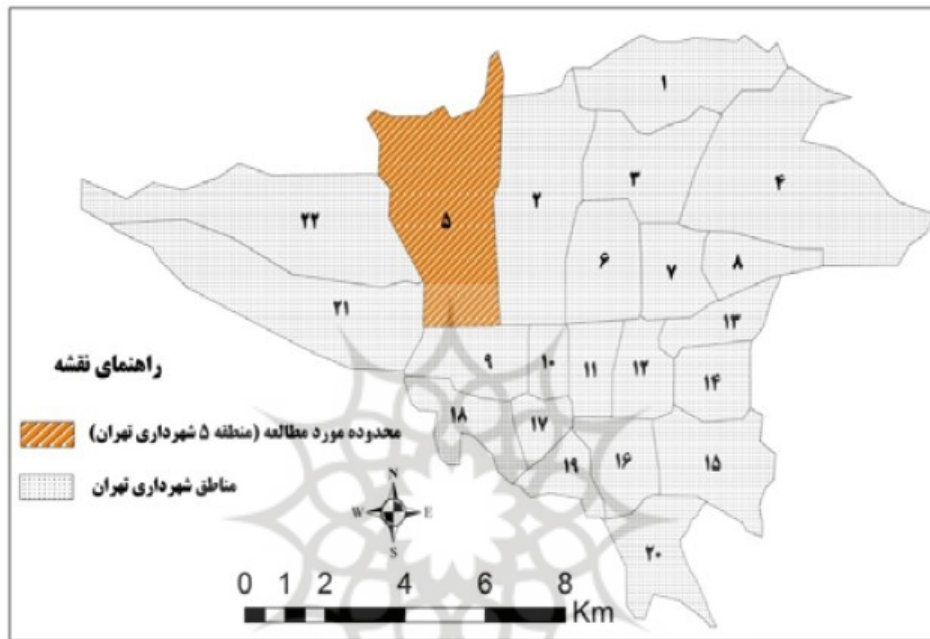 ۱
۳
۴
۲
۵
۲۲
۶
۷
۸
۲۱
۱۳
۹
۱۰
۱۱
۱۲
۱۴
۱۸
۱۷
۱۹
۱۶
۱۵
۲۰
راهنمای نقشه
محدوده مورد مطالعه (منطقه ۵ شهرداری تهران)
مناطق شهرداری تهران
N
W E
S
0 1 2 4 6 8
Km